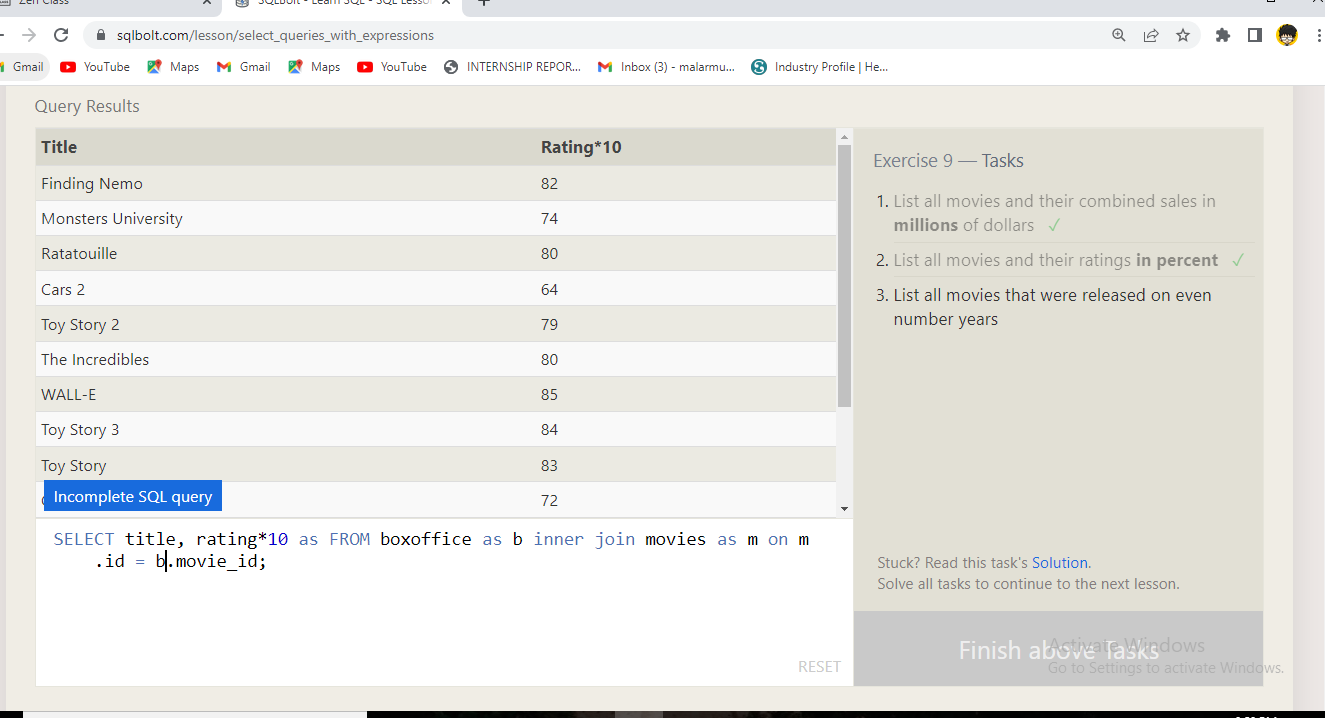 Zen Class
SQLBolt - Learn SQL - SQL Lesso
sqlbolt.com/lesson/select_queries_with_expressions
Gmail YouTube Maps Gmail Maps YouTube INTERNSHIP REPOR... Inbox (3) - malarmu... Industry Profile | He...
Query Results
Title Rating*10
Finding Nemo 82
Monsters University 74
Ratatouille 80
Cars 2 64
Toy Story 2 79
The Incredibles 80
WALL-E 85
Toy Story 3 84
Toy Story 83
72
Incomplete SQL query
SELECT title, rating*10 as FROM boxoffice as b inner join movies as m on m
.id = b.movie_id;
RESET
Exercise 9 — Tasks
1. List all movies and their combined sales in
millions of dollars ✓
2. List all movies and their ratings in percent ✓
3. List all movies that were released on even
number years
Stuck? Read this task's Solution.
Solve all tasks to continue to the next lesson.
Finish above Tasks
Activate Windows
Go to Settings to activate Windows.